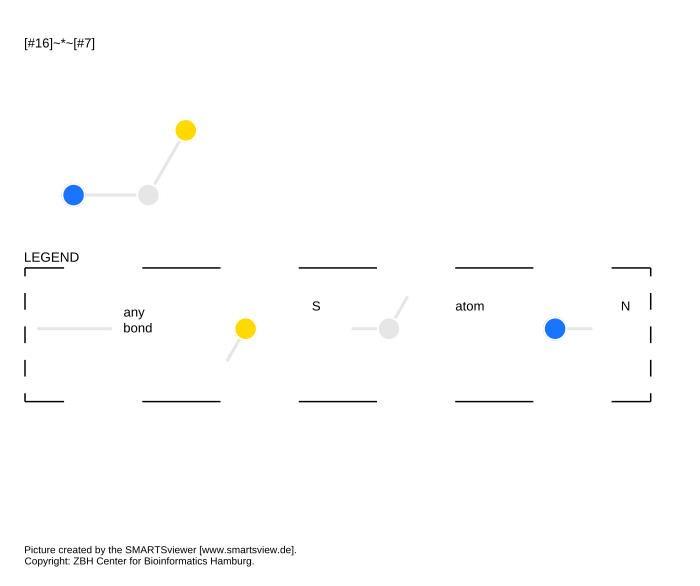 [#16]~*~[#7]
LEGEND
any
bond
S
atom
N
Picture created by the SMARTSviewer [www.smartsview.de].
Copyright: ZBH Center for Bioinformatics Hamburg.